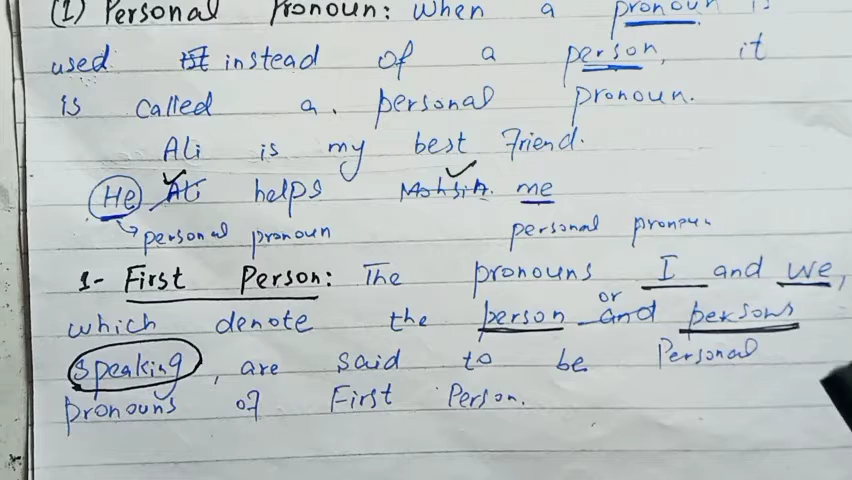 (1) Personal Pronoun: When a pronoun is
used instead of a person, it
is called a. personal pronoun.
Ali is my best Friend.
He Ali helps Mohsin. me
personal pronoun personal pronoun
1- First Person: The pronouns I and we,
which denote the person or and persons
speaking, are said to be Personal
pronouns of First Person.